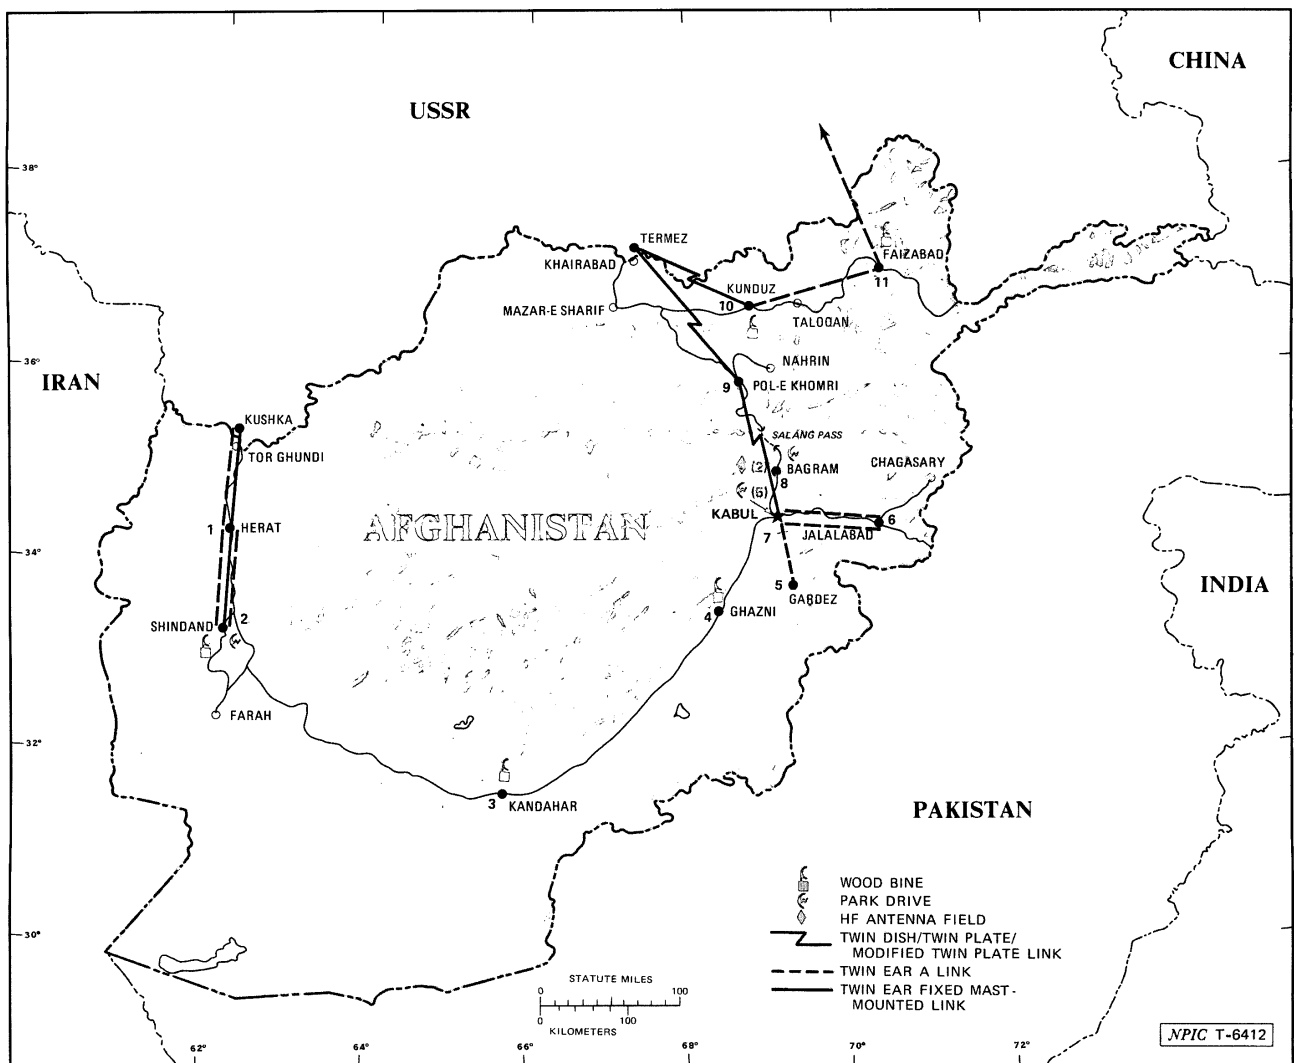 CHINA
USSR
38°
TERMEZ
KHAIRABAD
FAIZABAD
11
KUNDUZ
10
MAZAR-E SHARIF
TALOQAN
36°
IRAN
NAHRIN
9
POL-E KHOMRI
KUSHKA
SALANG PASS
TOR GHUNDI
(2)
BAGRAM
CHAGASARY
8
(5)
KABUL
1
HERAT
AFGHANISTAN
6
7
JALALABAD
34°
INDIA
5
GARDEZ
4
GHAZNI
2
SHINDAND
FARAH
32°
3
KANDAHAR
PAKISTAN
WOOD BINE
PARK DRIVE
HF ANTENNA FIELD
30°
TWIN DISH/TWIN PLATE/
MODIFIED TWIN PLATE LINK
TWIN EAR A LINK
TWIN EAR FIXED MAST-
MOUNTED LINK
STATUTE MILES
0 100
0 100
KILOMETERS
NPIC T-6412
62° 66° 68° 70° 72°